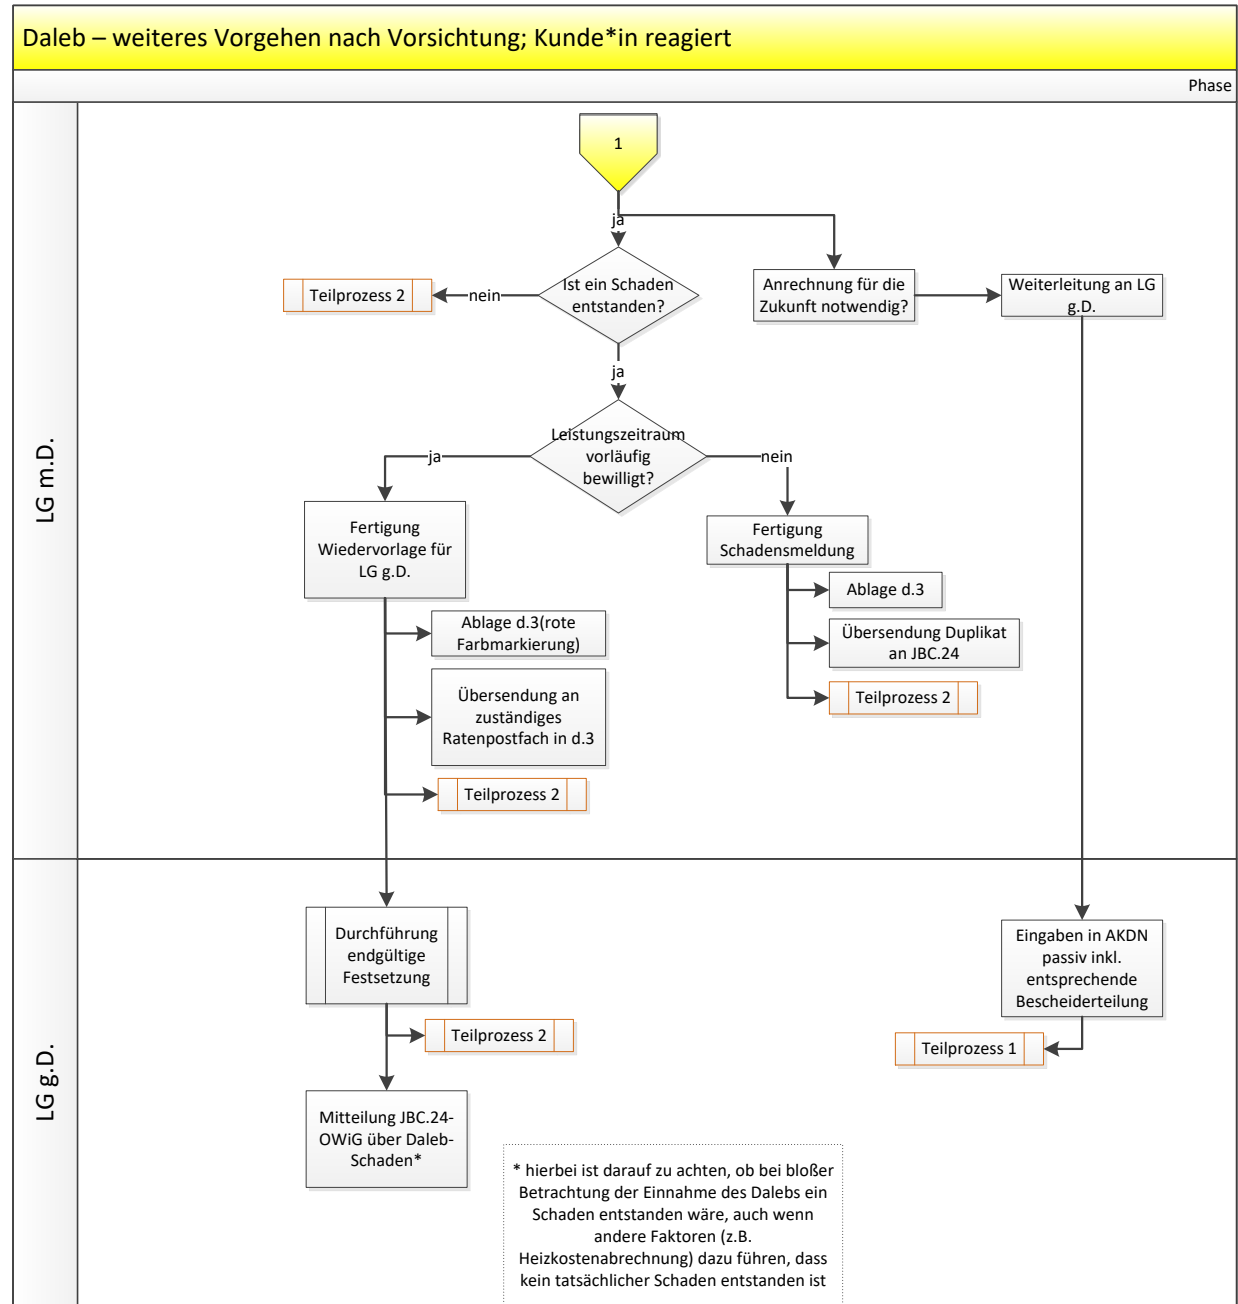 Daleb – weiteres Vorgehen nach Vorsichtung; Kunde*in reagiert
Phase
LG m.D.
1
ja
Ist ein Schaden
entstanden?
nein
Teilprozess 2
Anrechnung für die
Zukunft notwendig?
Weiterleitung an LG
g.D.
ja
Leistungszeitraum
vorläufig
bewilligt?
ja
nein
Fertigung
Wiedervorlage für
LG g.D.
Fertigung
Schadensmeldung
Ablage d.3
Ablage d.3(rote
Farbmarkierung)
Übersendung Duplikat
an JBC.24
Übersendung an
zuständiges
Ratenpostfach in d.3
Teilprozess 2
Teilprozess 2
LG g.D.
Durchführung
endgültige
Festsetzung
Eingaben in AKDN
passiv inkl.
entsprechende
Bescheiderteilung
Teilprozess 2
Teilprozess 1
Mitteilung JBC.24-
OWiG über Daleb-
Schaden*
* hierbei ist darauf zu achten, ob bei bloßer
Betrachtung der Einnahme des Dalebs ein
Schaden entstanden wäre, auch wenn
andere Faktoren (z.B.
Heizkostenabrechnung) dazu führen, dass
kein tatsächlicher Schaden entstanden ist